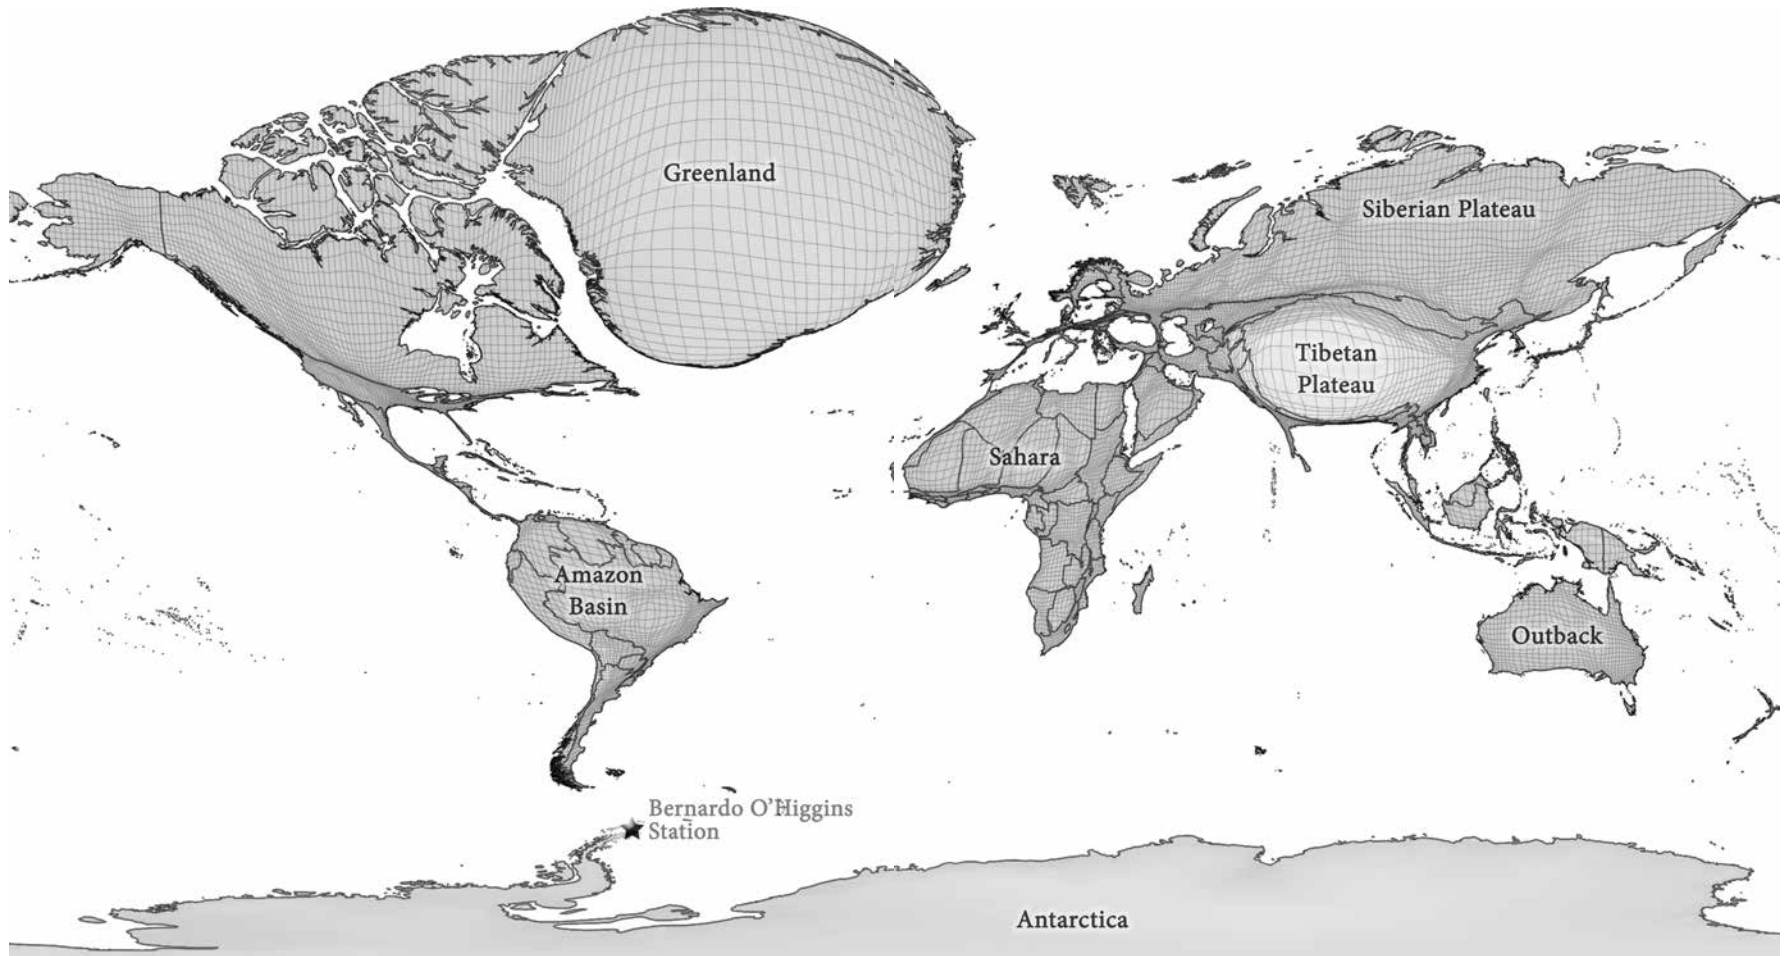 Greenland
Siberian Plateau
Tibetan
Plateau
Sahara
Amazon
Basin
Outback
Bernardo O'Higgins
Station
Antarctica